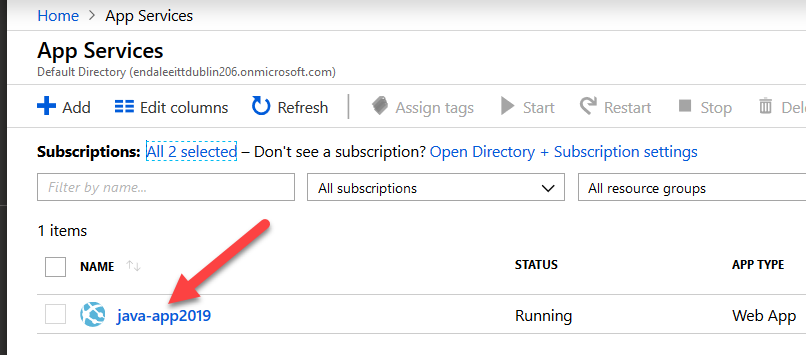 Home > App Services
App Services
Default Directory (endaleeittdublin206.onmicrosoft.com)
Add Edit columns Refresh Assign tags Start Restart Stop
Subscriptions: All 2 selected – Don't see a subscription? Open Directory + Subscription settings
Filter by name... All subscriptions All resource groups
1 items
NAME STATUS APP TYPE
java-app2019 Running Web App